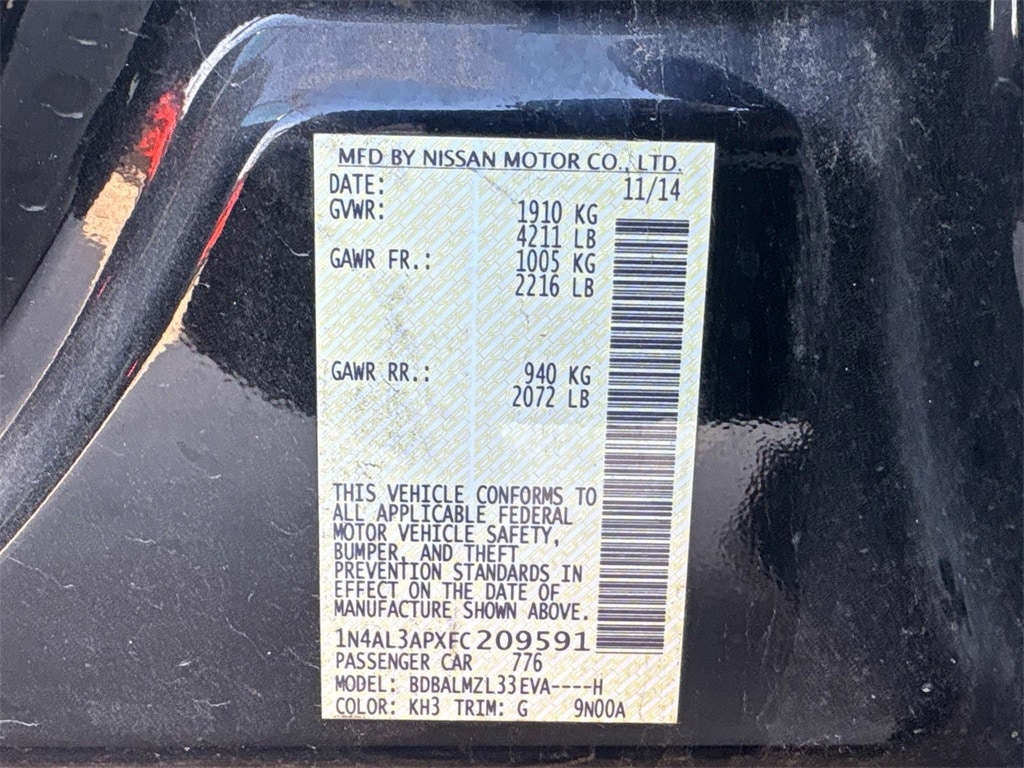 MFD BY NISSAN MOTOR CO., LTD.
DATE: 11/14
GVWR: 1910 KG
4211 LB
GAWR FR.: 1005 KG
2216 LB
GAWR RR.: 940 KG
2072 LB
THIS VEHICLE CONFORMS TO
ALL APPLICABLE FEDERAL
MOTOR VEHICLE SAFETY,
BUMPER, AND THEFT
PREVENTION STANDARDS IN
EFFECT ON THE DATE OF
MANUFACTURE SHOWN ABOVE.
1N4AL3APXFC209591
PASSENGER CAR 776
MODEL: BDBALMZL33EVA----H
COLOR: KH3 TRIM: G 9N00A